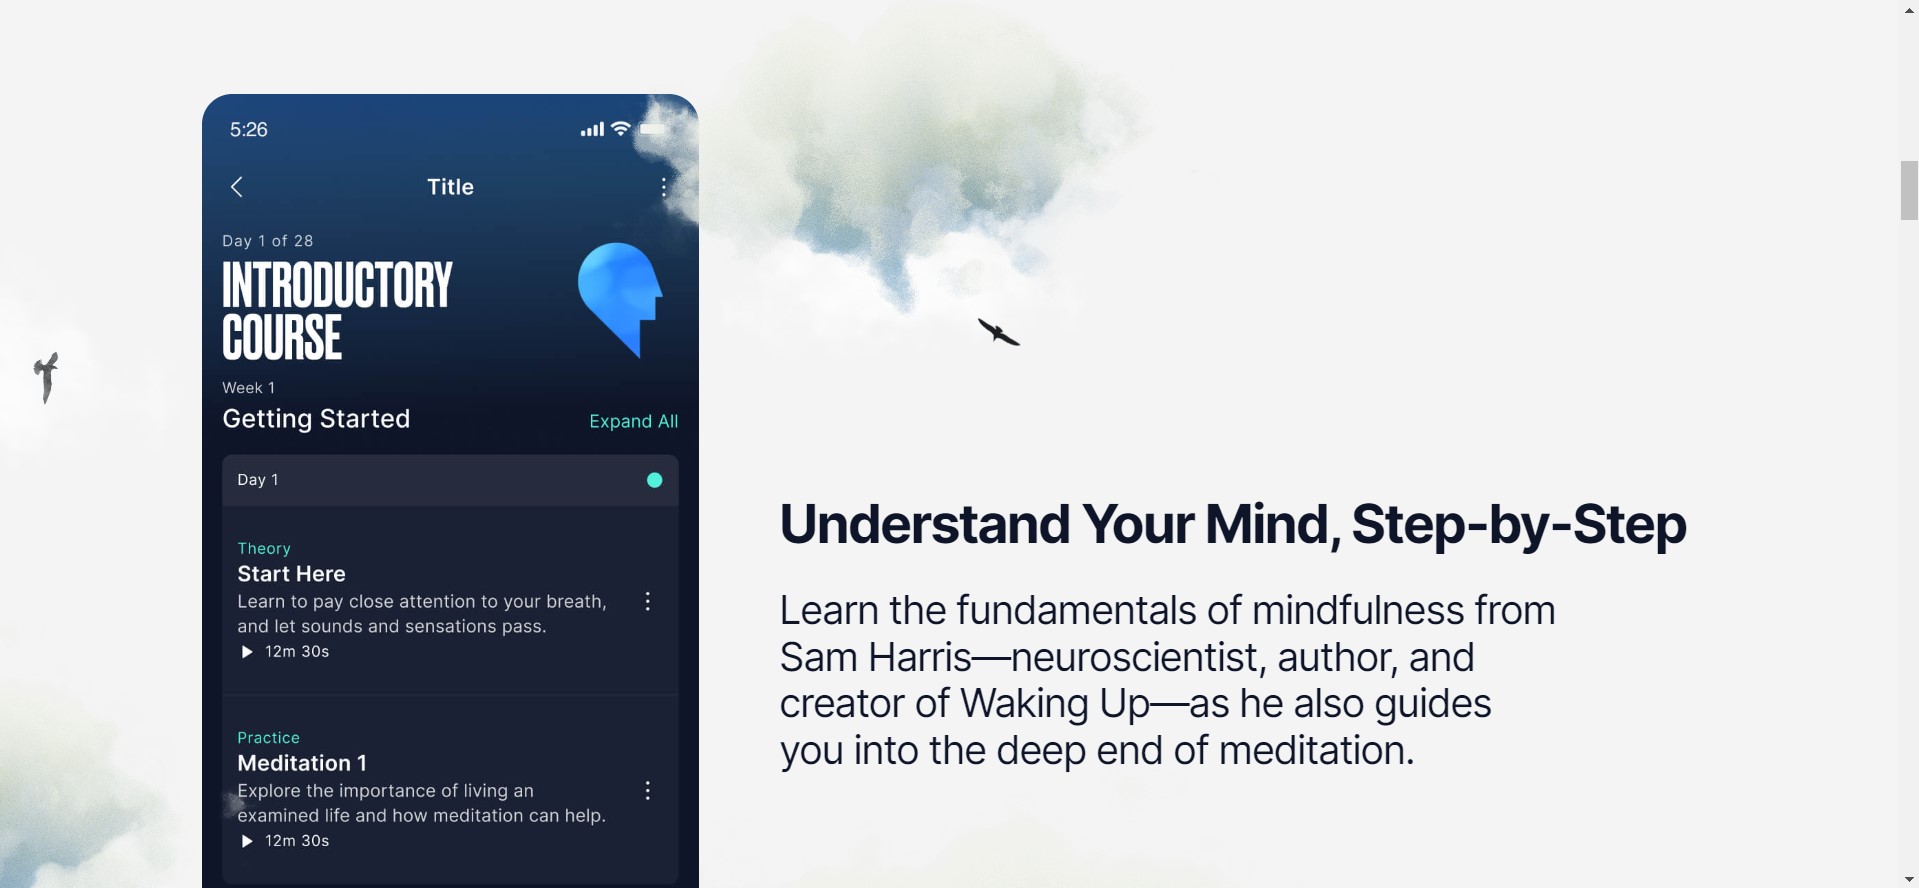 5:26
Title
Day 1 of 28
INTRODUCTORY
COURSE
Week 1
Getting Started
Expand All
Day 1
Theory
Start Here
Learn to pay close attention to your breath,
and let sounds and sensations pass.
12m 30s
Practice
Meditation 1
Explore the importance of living an
examined life and how meditation can help.
12m 30s
Understand Your Mind, Step-by-Step
Learn the fundamentals of mindfulness from
Sam Harris—neuroscientist, author, and
creator of Waking Up—as he also guides
you into the deep end of meditation.